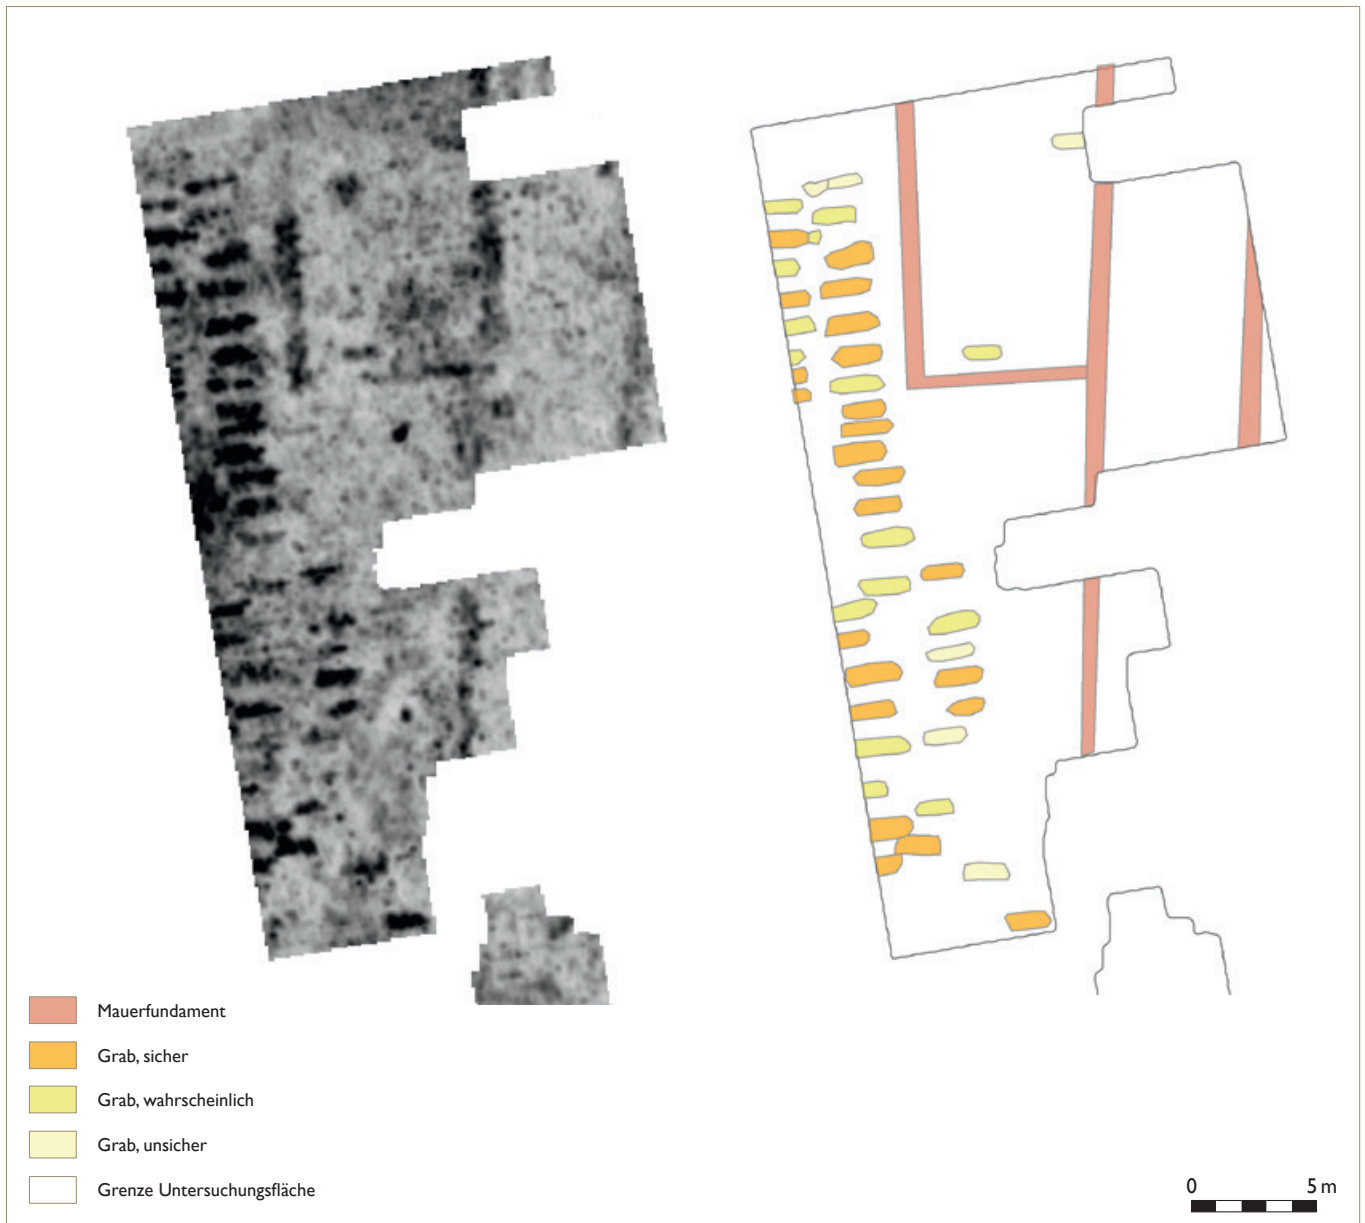 Mauerfundament
Grab, sicher
Grab, wahrscheinlich
Grab, unsicher
Grenze Untersuchungsfläche
0 5 m